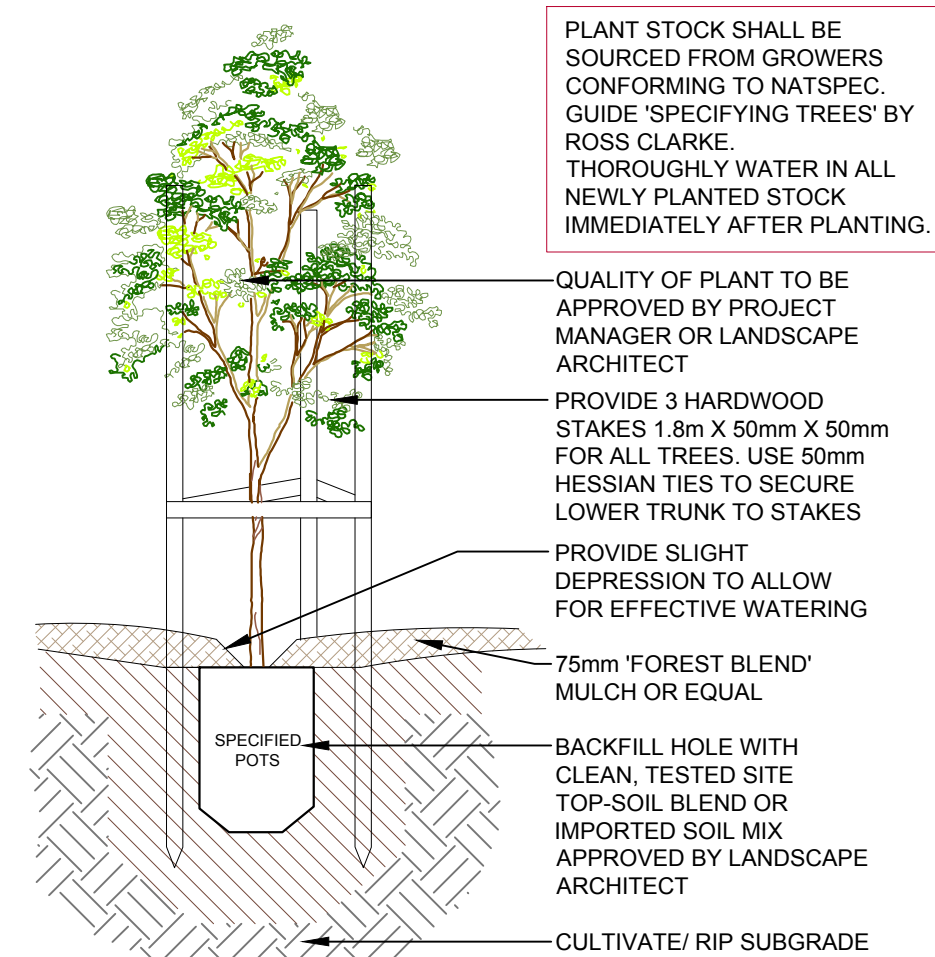 PLANT STOCK SHALL BE
SOURCED FROM GROWERS
CONFORMING TO NATSPEC.
GUIDE 'SPECIFYING TREES' BY
ROSS CLARKE.
THOROUGHLY WATER IN ALL
NEWLY PLANTED STOCK
IMMEDIATELY AFTER PLANTING.
QUALITY OF PLANT TO BE
APPROVED BY PROJECT
MANAGER OR LANDSCAPE
ARCHITECT
PROVIDE 3 HARDWOOD
STAKES 1.8m X 50mm X 50mm
FOR ALL TREES. USE 50mm
HESSIAN TIES TO SECURE
LOWER TRUNK TO STAKES
PROVIDE SLIGHT
DEPRESSION TO ALLOW
FOR EFFECTIVE WATERING
75mm 'FOREST BLEND'
MULCH OR EQUAL
SPECIFIED
POTS
BACKFILL HOLE WITH
CLEAN, TESTED SITE
TOP-SOIL BLEND OR
IMPORTED SOIL MIX
APPROVED BY LANDSCAPE
ARCHITECT
CULTIVATE/ RIP SUBGRADE